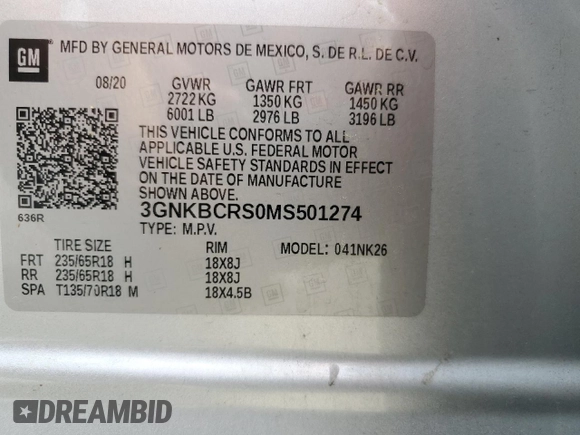 GM ® MFD BY GENERAL MOTORS DE MEXICO, S. DE R.L. DE C.V.
08/20 GVWR GAWR FRT GAWR RR
2722 KG 1350 KG 1450 KG
6001 LB 2976 LB 3196 LB
THIS VEHICLE CONFORMS TO ALL
APPLICABLE U.S. FEDERAL MOTOR
VEHICLE SAFETY STANDARDS IN EFFECT
ON THE DATE OF MANUFACTURE
SHOWN ABOVE.
636R 3GNKBCRS0MS501274
TYPE: M.P.V.
TIRE SIZE MODEL: 041NK26
FRT 235/65R18 H 18X8J
RR 235/65R18 H 18X8J
SPA T135/70R18 M 18X4.5B
DREAMBID